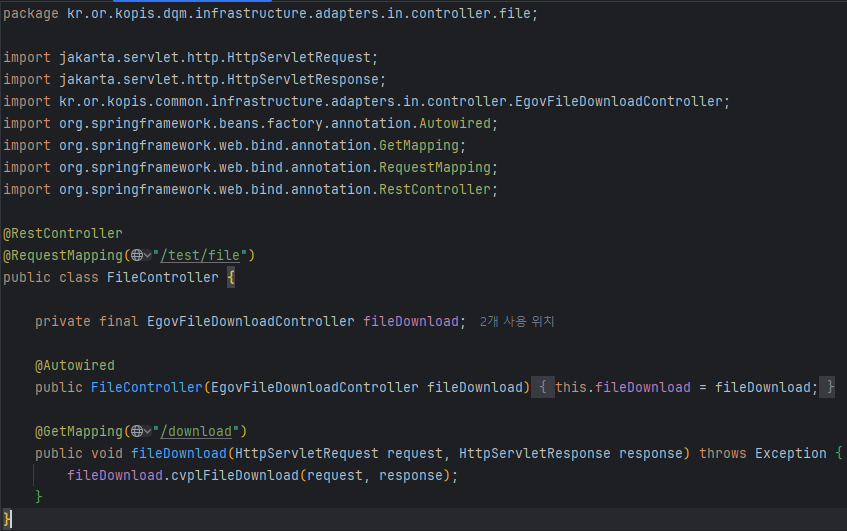 package kr.or.kopis.dqm.infrastructure.adapters.in.controller.file;
import jakarta.servlet.http.HttpServletRequest;
import jakarta.servlet.http.HttpServletResponse;
import kr.or.kopis.common.infrastructure.adapters.in.controller.EgovFileDownloadController;
import org.springframework.beans.factory.annotation.Autowired;
import org.springframework.web.bind.annotation.GetMapping;
import org.springframework.web.bind.annotation.RequestMapping;
import org.springframework.web.bind.annotation.RestController;
@RestController
@RequestMapping("/test/file")
public class FileController {
    private final EgovFileDownloadController fileDownload; 2개 사용 위치
    @Autowired
    public FileController(EgovFileDownloadController fileDownload) { this.fileDownload = fileDownload; }
    @GetMapping("/download")
    public void fileDownload(HttpServletRequest request, HttpServletResponse response) throws Exception {
        fileDownload.cvplFileDownload(request, response);
    }
}